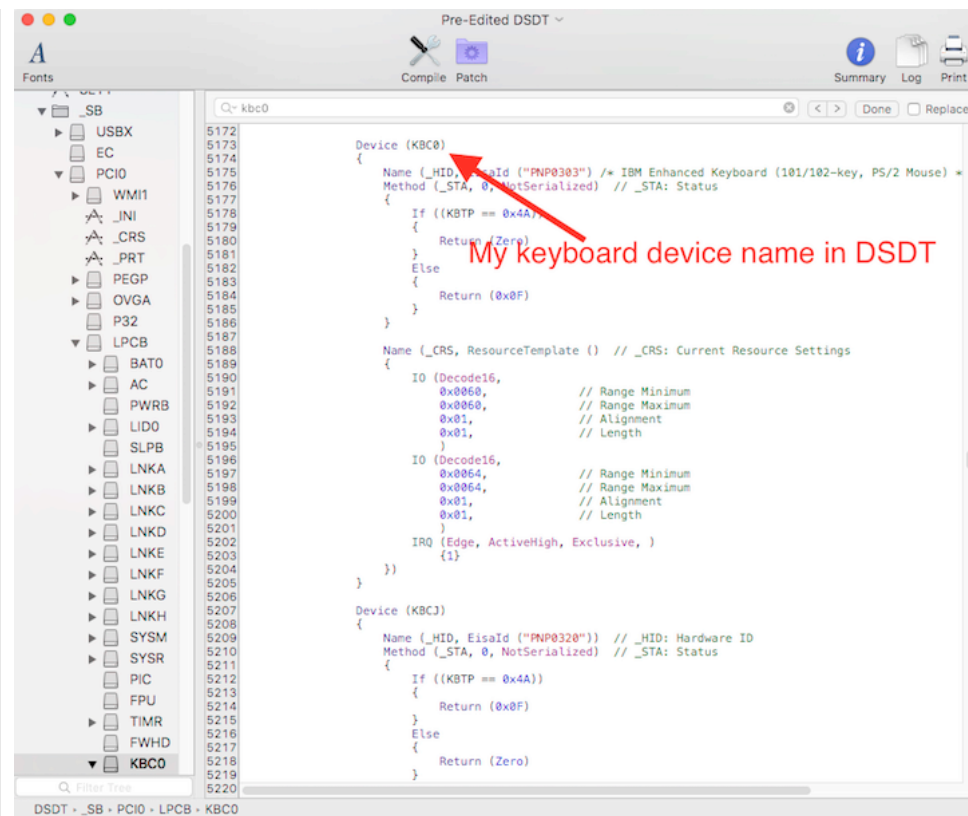 Pre-Edited DSDT
A
Fonts
Compile Patch
Summary Log Print
_SB
USBX
EC
PCI0
WMI1
_INI
_CRS
_PRT
PEGP
OVGA
P32
LPCB
BAT0
AC
PWRB
LID0
SLPB
LNKA
LNKB
LNKC
LNKD
LNKE
LNKF
LNKG
LNKH
SYSM
SYSR
PIC
FPU
TIMR
FWHD
KBC0
Filter Tree
kbc0 < > Done Replace
5172
5173 Device (KBC0)
5174 {
5175 Name (_HID, EisaId ("PNP0303") /* IBM Enhanced Keyboard (101/102-key, PS/2 Mouse) *
5176 Method (_STA, 0, NotSerialized) // _STA: Status
5177 {
5178 If ((KBTP == 0x4A))
5179 {
5180 Return (Zero)
5181 }
5182 Else
5183 {
5184 Return (0x0F)
5185 }
5186 }
5187
5188 Name (_CRS, ResourceTemplate () // _CRS: Current Resource Settings
5189 {
5190 IO (Decode16,
5191 0x0060, // Range Minimum
5192 0x0060, // Range Maximum
5193 0x01, // Alignment
5194 0x01, // Length
5195 )
5196 IO (Decode16,
5197 0x0064, // Range Minimum
5198 0x0064, // Range Maximum
5199 0x01, // Alignment
5200 0x01, // Length
5201 )
5202 IRQ (Edge, ActiveHigh, Exclusive, )
5203 {1}
5204 })
5205 }
5206
5207 Device (KBCJ)
5208 {
5209 Name (_HID, EisaId ("PNP0320")) // _HID: Hardware ID
5210 Method (_STA, 0, NotSerialized) // _STA: Status
5211 {
5212 If ((KBTP == 0x4A))
5213 {
5214 Return (0x0F)
5215 }
5216 Else
5217 {
5218 Return (Zero)
5219 }
5220
My keyboard device name in DSDT
DSDT › _SB › PCI0 › LPCB › KBC0